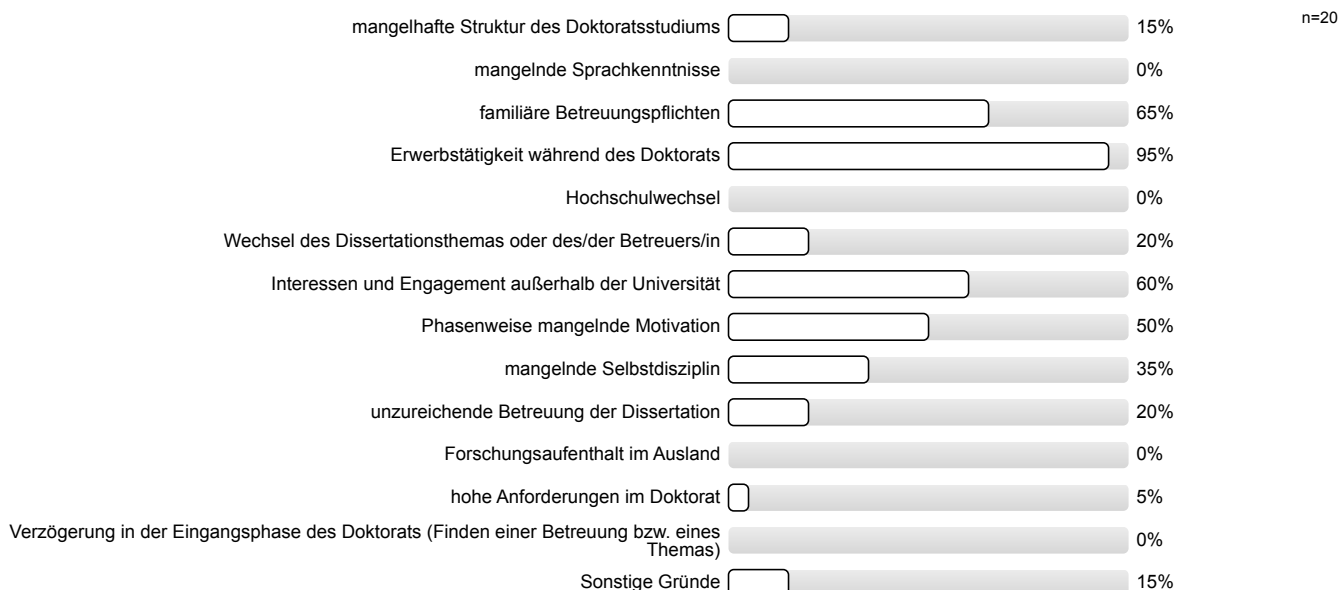 mangelhafte Struktur des Doktoratsstudiums 15% n=20
mangelnde Sprachkenntnisse 0%
familiäre Betreuungspflichten 65%
Erwerbstätigkeit während des Doktorats 95%
Hochschulwechsel 0%
Wechsel des Dissertationsthemas oder des/der Betreuers/in 20%
Interessen und Engagement außerhalb der Universität 60%
Phasenweise mangelnde Motivation 50%
mangelnde Selbstdisziplin 35%
unzureichende Betreuung der Dissertation 20%
Forschungsaufenthalt im Ausland 0%
hohe Anforderungen im Doktorat 5%
Verzögerung in der Eingangsphase des Doktorats (Finden einer Betreuung bzw. eines
Themas) 0%
Sonstige Gründe 15%